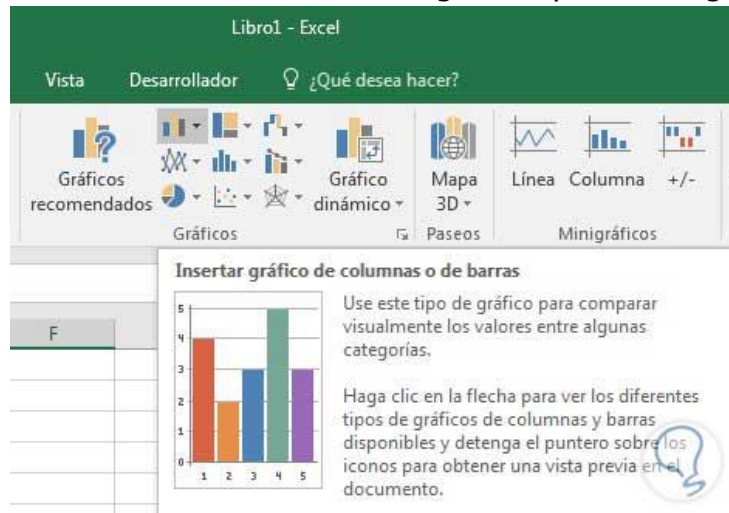 Libro1 - Excel
Vista Desarrollador ¿Qué desea hacer?
Gráficos recomendados
Gráfico dinámico
Mapa 3D
Línea Columna +/-
Gráficos Paseos Minigráficos
Insertar gráfico de columnas o de barras
Use este tipo de gráfico para comparar
visualmente los valores entre algunas
categorías.
Haga clic en la flecha para ver los diferentes
tipos de gráficos de columnas y barras
disponibles y detenga el puntero sobre los
iconos para obtener una vista previa en el
documento.
F
5
4
3
2
1
0
1 2 3 4 5